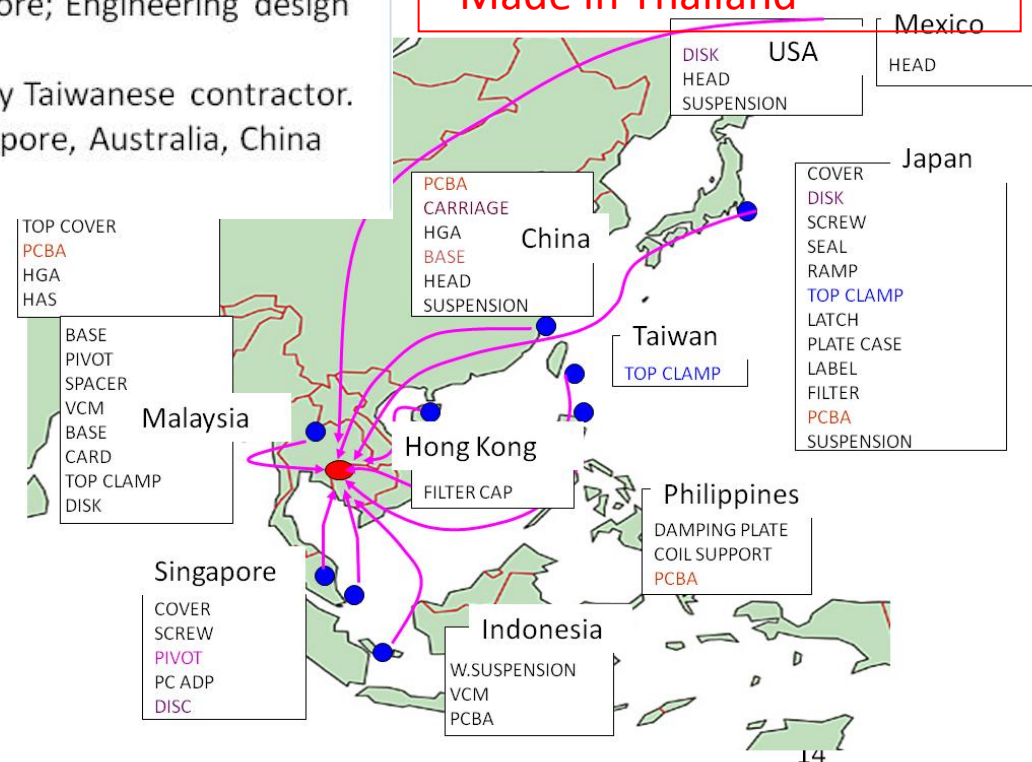 ore; Engineering design
y Taiwanese contractor.
pore, Australia, China
Made in Thailand
USA
DISK
HEAD
SUSPENSION
Mexico
HEAD
Japan
COVER
DISK
SCREW
SEAL
RAMP
TOP CLAMP
LATCH
PLATE CASE
LABEL
FILTER
PCBA
SUSPENSION
China
PCBA
CARRIAGE
HGA
BASE
HEAD
SUSPENSION
TOP COVER
PCBA
HGA
HAS
Malaysia
BASE
PIVOT
SPACER
VCM
BASE
CARD
TOP CLAMP
DISK
Taiwan
TOP CLAMP
Hong Kong
FILTER CAP
Philippines
DAMPING PLATE
COIL SUPPORT
PCBA
Singapore
COVER
SCREW
PIVOT
PC ADP
DISC
Indonesia
W.SUSPENSION
VCM
PCBA
14